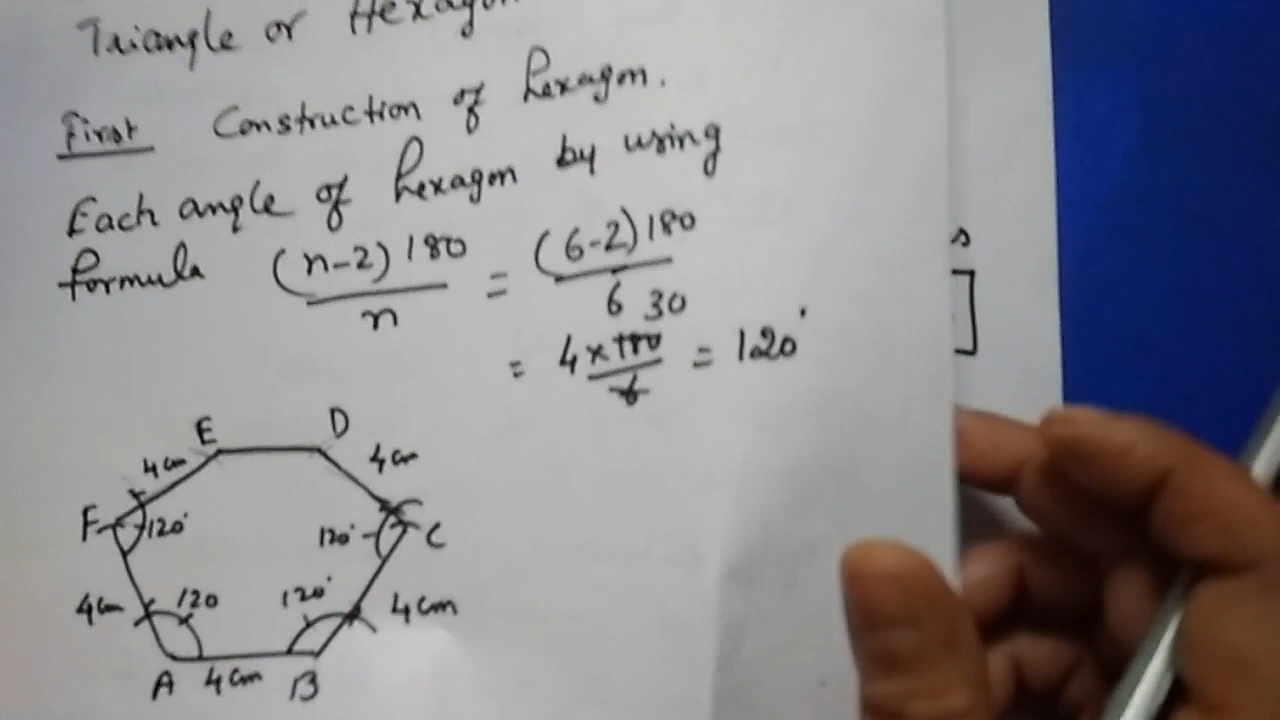 Triangle or Hexagon
First Construction of hexagon.
Each angle of hexagon by using
formula (n-2)180/n = (6-2)180/6
30
= 4×180/6 = 120°
E D
4cm 4cm
F 120° 120° C
4cm 120 120° 4cm
A 4cm B
s
]